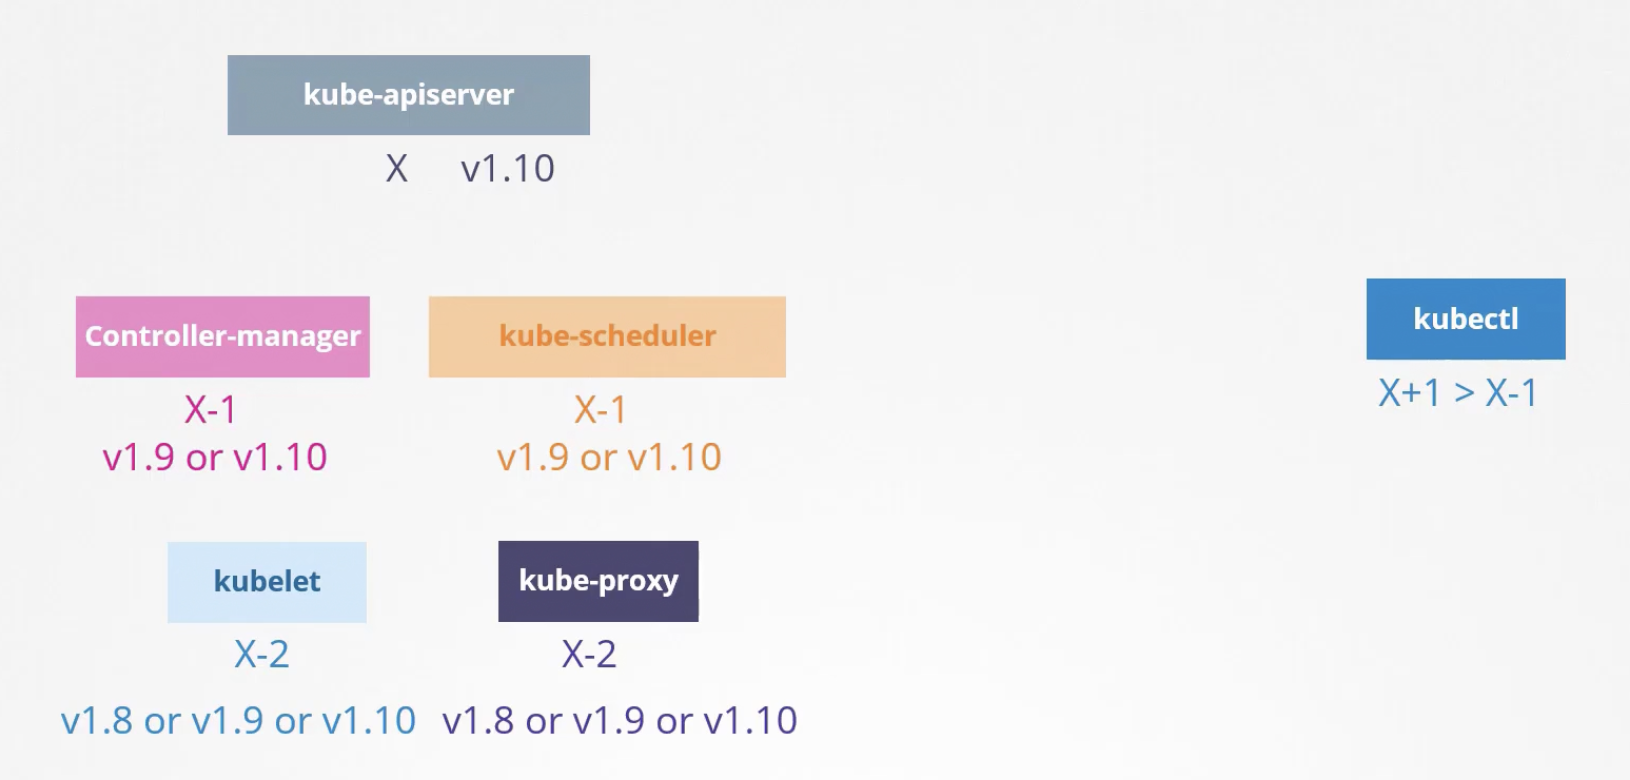 kube-apiserver
X v1.10
Controller-manager
X-1
v1.9 or v1.10
kube-scheduler
X-1
v1.9 or v1.10
kubectl
X+1 > X-1
kubelet
X-2
v1.8 or v1.9 or v1.10
kube-proxy
X-2
v1.8 or v1.9 or v1.10